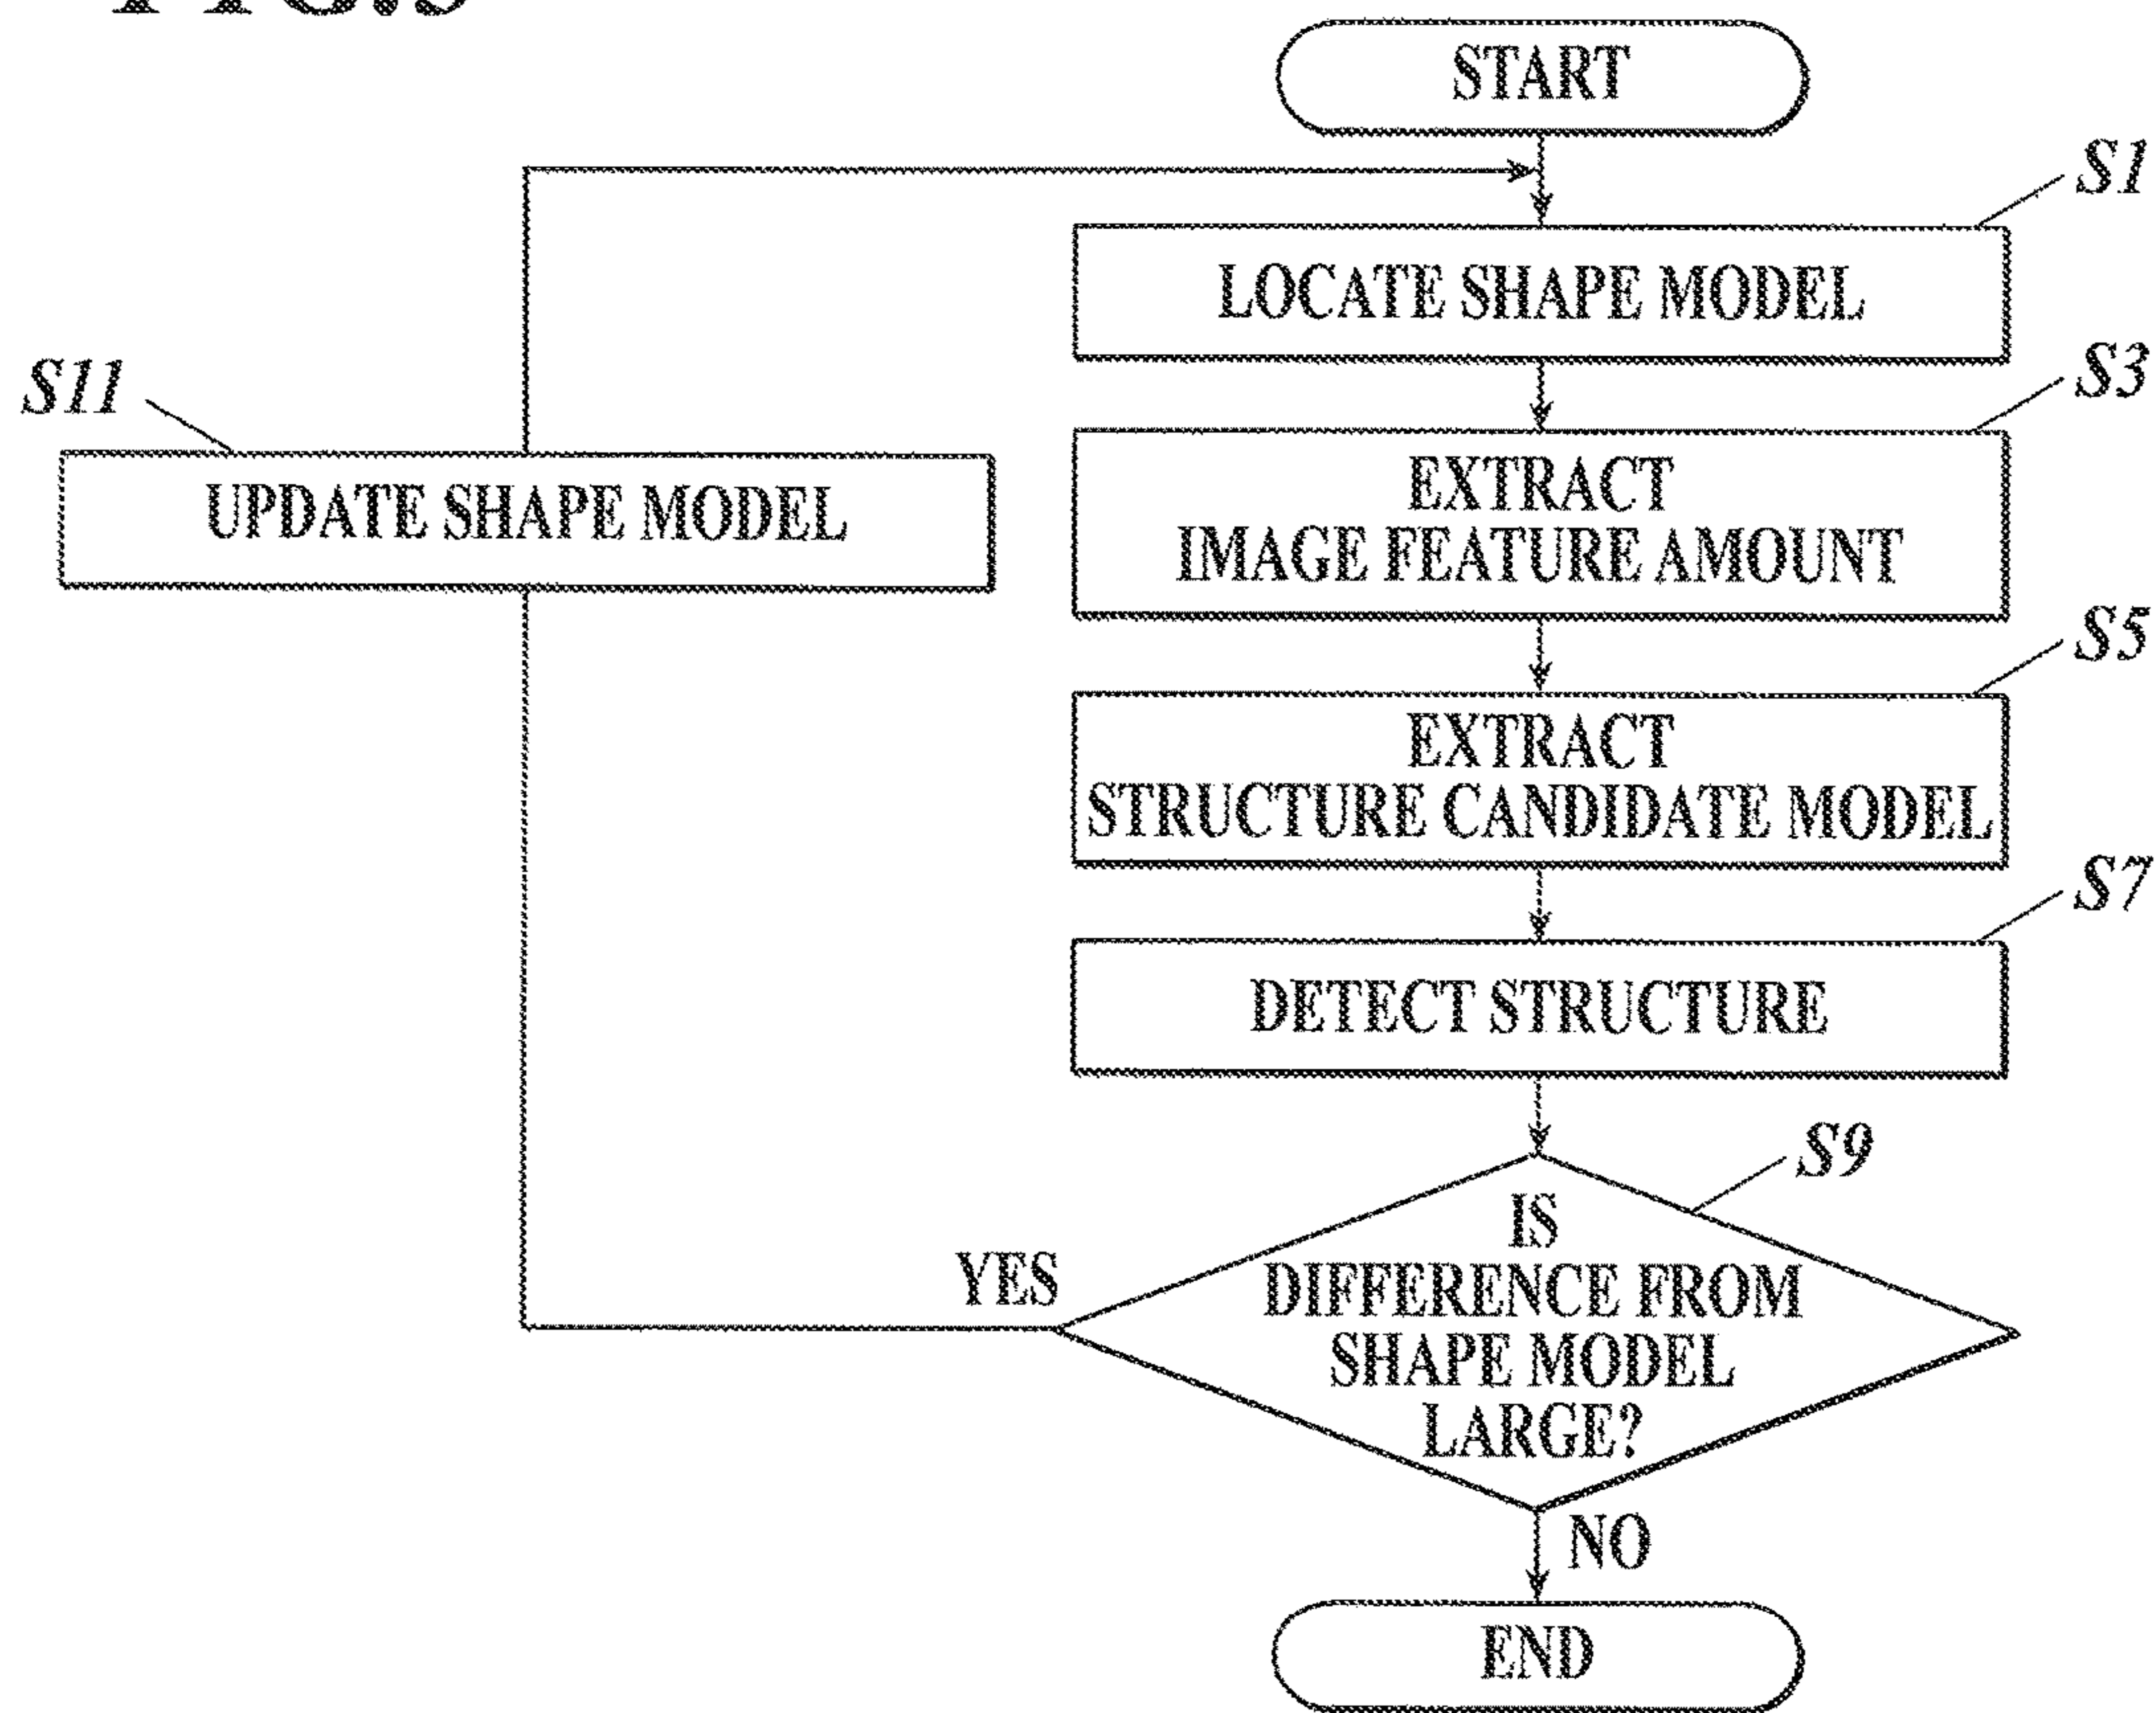 START
S1
LOCATE SHAPE MODEL
S3
EXTRACT
IMAGE FEATURE AMOUNT
S11
UPDATE SHAPE MODEL
S5
EXTRACT
STRUCTURE CANDIDATE MODEL
S7
DETECT STRUCTURE
S9
IS
DIFFERENCE FROM
SHAPE MODEL
LARGE?
YES
NO
END